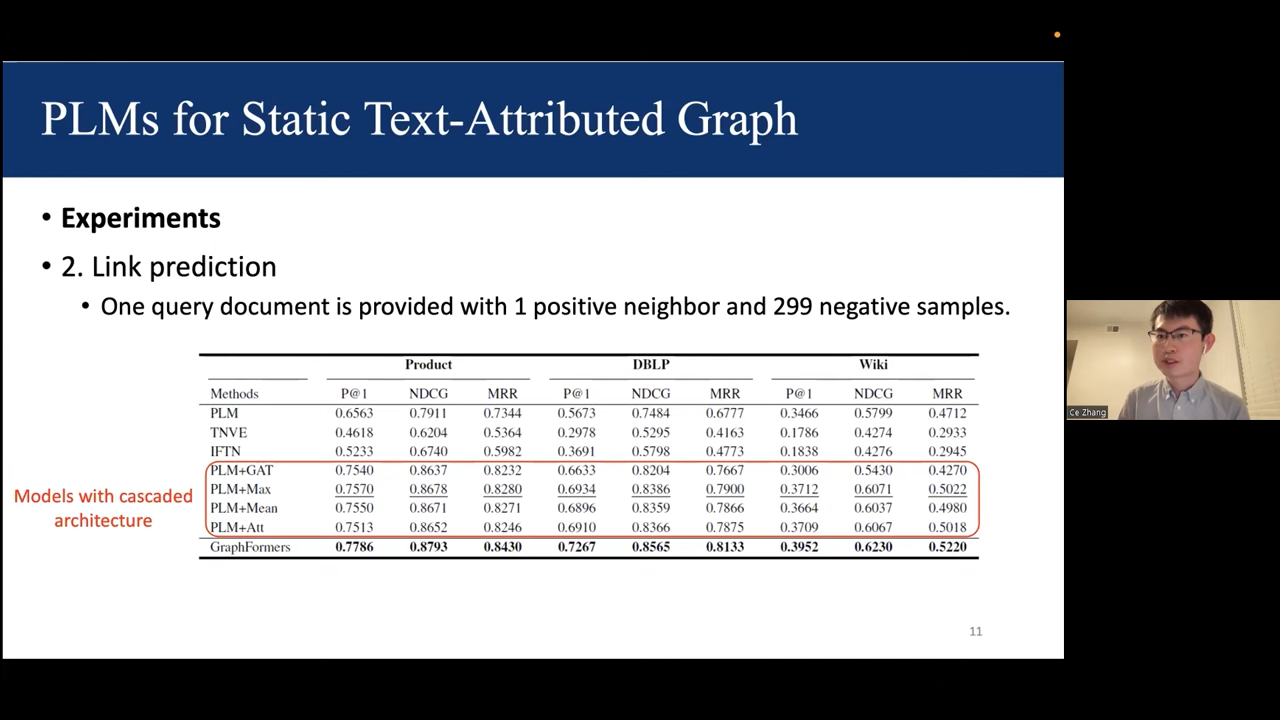 PLMs for Static Text-Attributed Graph
• Experiments
• 2. Link prediction
• One query document is provided with 1 positive neighbor and 299 negative samples.
Product DBLP Wiki
Methods P@1 NDCG MRR P@1 NDCG MRR P@1 NDCG MRR
PLM 0.6563 0.7911 0.7344 0.5673 0.7484 0.6777 0.3466 0.5799 0.4712
TNVE 0.4618 0.6204 0.5364 0.2978 0.5295 0.4163 0.1786 0.4274 0.2933
IFTN 0.5233 0.6740 0.5982 0.3691 0.5798 0.4773 0.1838 0.4276 0.2945
PLM+GAT 0.7540 0.8637 0.8232 0.6633 0.8204 0.7667 0.3006 0.5430 0.4270
PLM+Max 0.7570 0.8678 0.8280 0.6934 0.8386 0.7900 0.3712 0.6071 0.5022
PLM+Mean 0.7550 0.8671 0.8271 0.6896 0.8359 0.7866 0.3664 0.6037 0.4980
PLM+Att 0.7513 0.8652 0.8246 0.6910 0.8366 0.7875 0.3709 0.6067 0.5018
GraphFormers 0.7786 0.8793 0.8430 0.7267 0.8565 0.8133 0.3952 0.6230 0.5220
Models with cascaded
architecture
11
Ce Zhang